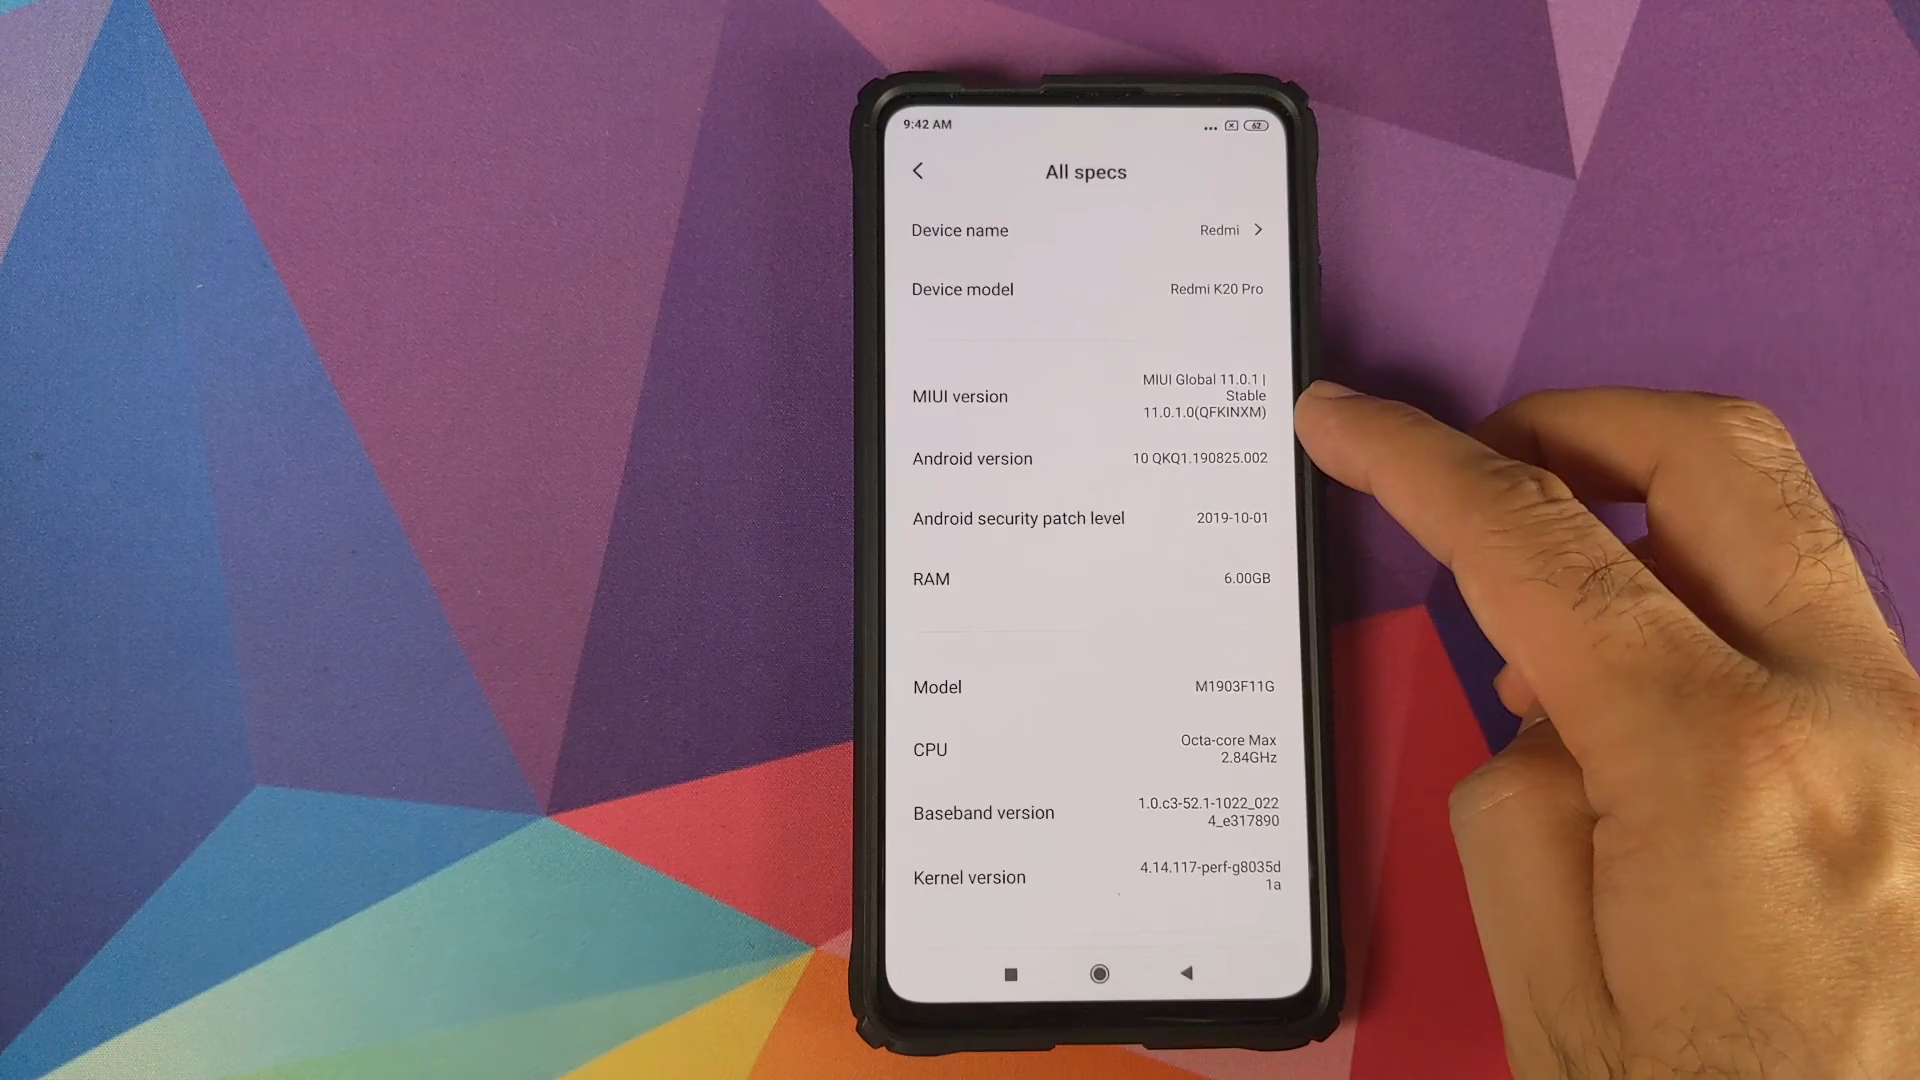 9:42 AM
62
All specs
Device name
Redmi
Device model
Redmi K20 Pro
MIUI version
MIUI Global 11.0.1 |
Stable
11.0.1.0(QFKINXM)
Android version
10 QKQ1.190825.002
Android security patch level
2019-10-01
RAM
6.00GB
Model
M1903F11G
CPU
Octa-core Max
2.84GHz
Baseband version
1.0.c3-52.1-1022_022
4_e317890
Kernel version
4.14.117-perf-g8035d
1a